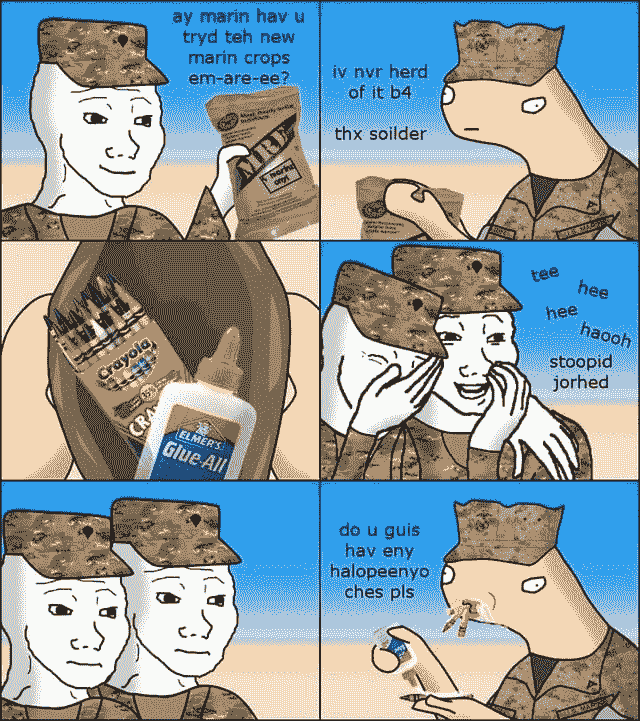 ay marin hav u
tryd teh new
marin crops
em-are-ee?
MRE
iv nvr herd
of it b4
thx soilder
Crayola
CRA
ELMER'S
Glue-All
tee
hee
hee
haooh
stoopid
jorhed
do u guis
hav eny
halopeenyo
ches pls